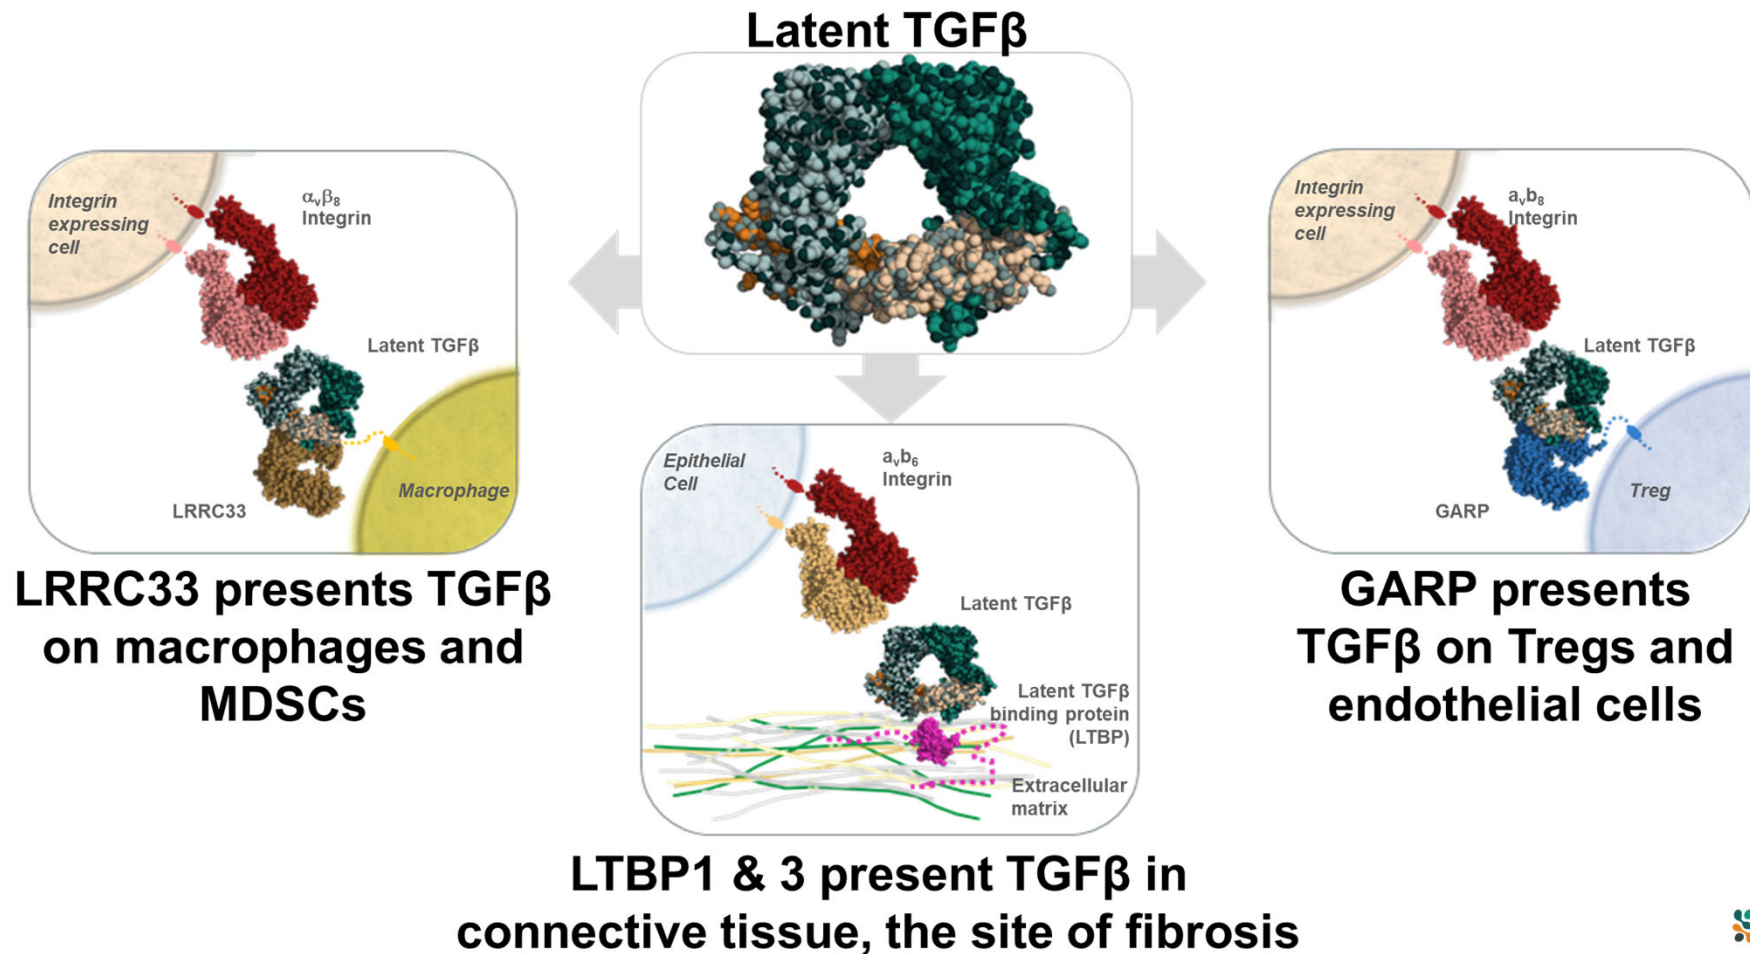 Latent TGFβ
Integrin
expressing
cell
αvβ8
Integrin
Latent TGFβ
Macrophage
LRRC33
LRRC33 presents TGFβ
on macrophages and
MDSCs
Epithelial
Cell
avb6
Integrin
Latent TGFβ
Latent TGFβ
binding protein
(LTBP)
Extracellular
matrix
LTBP1 & 3 present TGFβ in
connective tissue, the site of fibrosis
Integrin
expressing
cell
avb8
Integrin
Latent TGFβ
Treg
GARP
GARP presents
TGFβ on Tregs and
endothelial cells